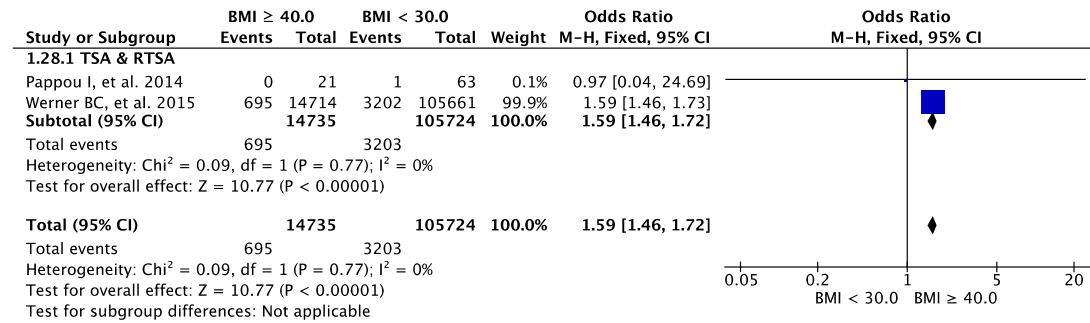 BMI ≥ 40.0 BMI < 30.0 Odds Ratio Odds Ratio
Study or Subgroup Events Total Events Total Weight M-H, Fixed, 95% CI M-H, Fixed, 95% CI
1.28.1 TSA & RTSA
Pappou I, et al. 2014 0 21 1 63 0.1% 0.97 [0.04, 24.69]
Werner BC, et al. 2015 695 14714 3202 105661 99.9% 1.59 [1.46, 1.73]
Subtotal (95% CI) 14735 105724 100.0% 1.59 [1.46, 1.72]
Total events 695 3203
Heterogeneity: Chi² = 0.09, df = 1 (P = 0.77); I² = 0%
Test for overall effect: Z = 10.77 (P < 0.00001)
Total (95% CI) 14735 105724 100.0% 1.59 [1.46, 1.72]
Total events 695 3203
Heterogeneity: Chi² = 0.09, df = 1 (P = 0.77); I² = 0%
Test for overall effect: Z = 10.77 (P < 0.00001)
Test for subgroup differences: Not applicable
0.05 0.2 1 5 20
BMI < 30.0 BMI ≥ 40.0